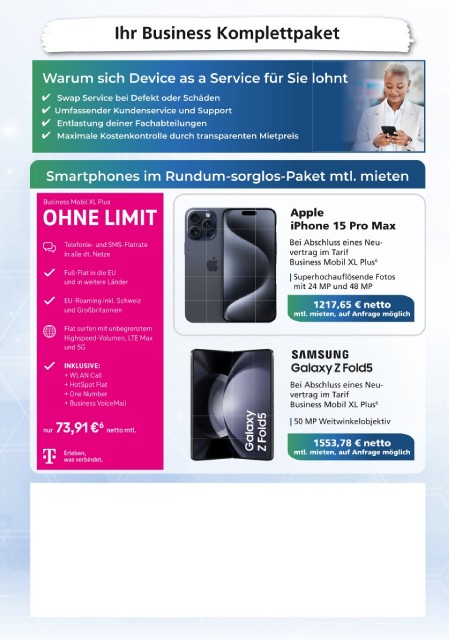 Ihr Business Komplettpaket
Warum sich Device as a Service für Sie lohnt
✔ Swap Service bei Defekt oder Schäden
✔ Umfassender Kundenservice und Support
✔ Entlastung deiner Fachabteilungen
✔ Maximale Kostenkontrolle durch transparenten Mietpreis
Smartphones im Rundum-sorglos-Paket mtl. mieten
Business Mobil XL Plus
OHNE LIMIT
Telefonie- und SMS-Flatrate
in alle dt. Netze
Full-Flat in die EU
und in weitere Länder
EU-Roaming inkl. Schweiz
und Großbritannien
Flat surfen mit unbegrenztem
Highspeed-Volumen, LTE Max
und 5G
INKLUSIVE:
+ WLAN Call
+ HotSpot Flat
+ One Number
+ Business VoiceMail
nur 73,91 €⁶ netto mtl.
T Erleben,
was verbindet.
Apple
iPhone 15 Pro Max
Bei Abschluss eines Neu-
vertrag im Tarif
Business Mobil XL Plus⁶
| Superhochauflösende Fotos
mit 24 MP und 48 MP
1217,65 € netto
mtl. mieten, auf Anfrage möglich
SAMSUNG
Galaxy Z Fold5
Bei Abschluss eines Neu-
vertrag im Tarif
Business Mobil XL Plus⁶
| 50 MP Weitwinkelobjektiv
1553,78 € netto
mtl. mieten, auf Anfrage möglich
Galaxy
Z Fold5